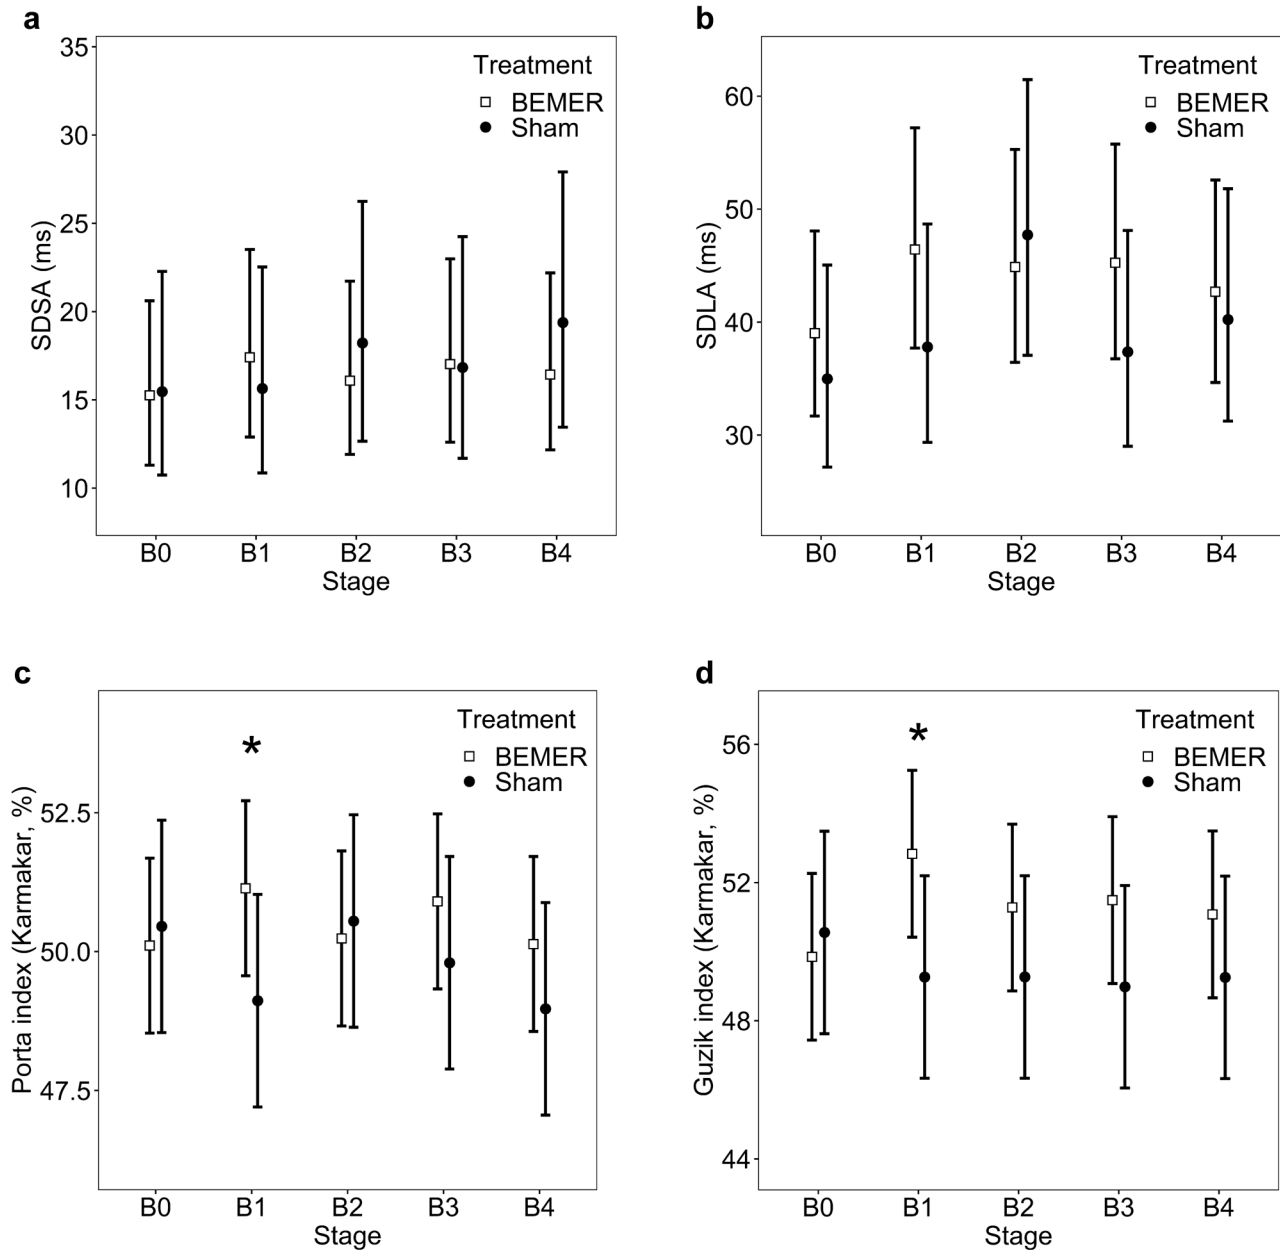 a
SDSA (ms)
35
30
25
20
15
10
Treatment
BEMER
Sham
B0 B1 B2 B3 B4
Stage
b
SDLA (ms)
60
50
40
30
Treatment
BEMER
Sham
B0 B1 B2 B3 B4
Stage
c
Porta index (Karmakar, %)
52.5
50.0
47.5
*
Treatment
BEMER
Sham
B0 B1 B2 B3 B4
Stage
d
Guzik index (Karmakar, %)
56
52
48
44
*
Treatment
BEMER
Sham
B0 B1 B2 B3 B4
Stage